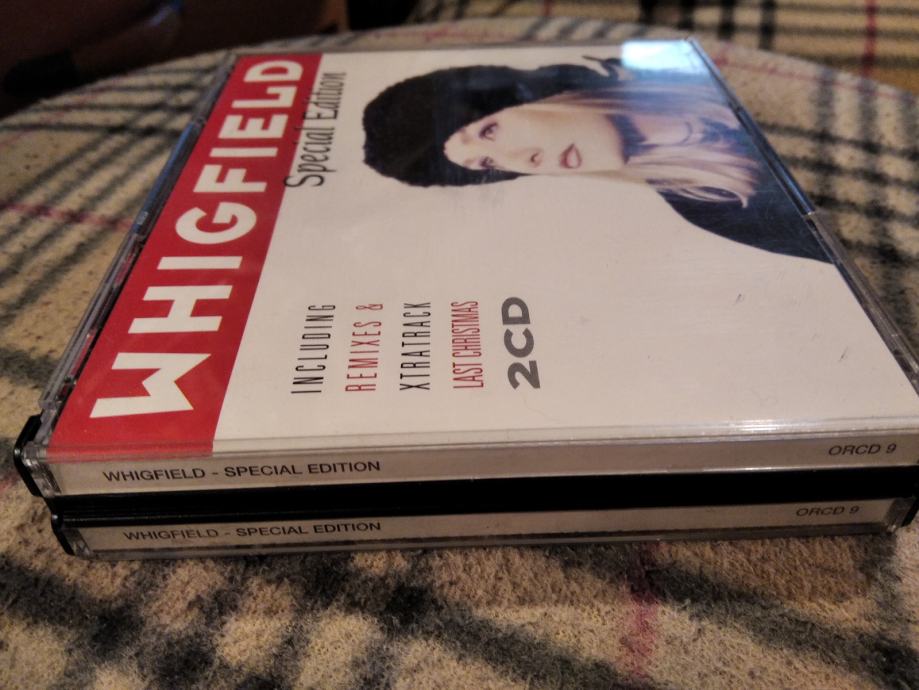 WHIGFIELD
Special Edition
INCLUDING
REMIXES &
XTRATRACK
LAST CHRISTMAS
2CD
WHIGFIELD - SPECIAL EDITION
ORCD 9
WHIGFIELD - SPECIAL EDITION
ORCD 9